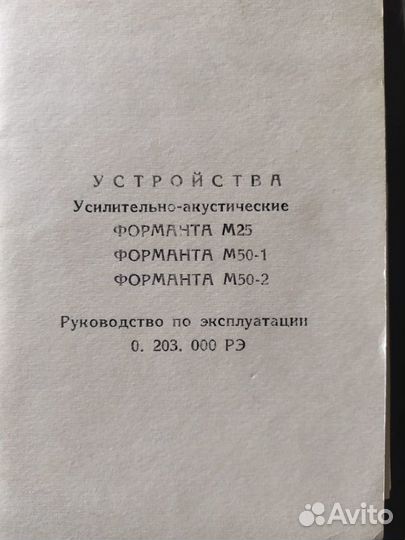 УСТРОЙСТВА
Усилительно-акустические
ФОРМАНТА М25
ФОРМАНТА М50-1
ФОРМАНТА М50-2
Руководство по эксплуатации
0. 203. 000 РЭ
Avito